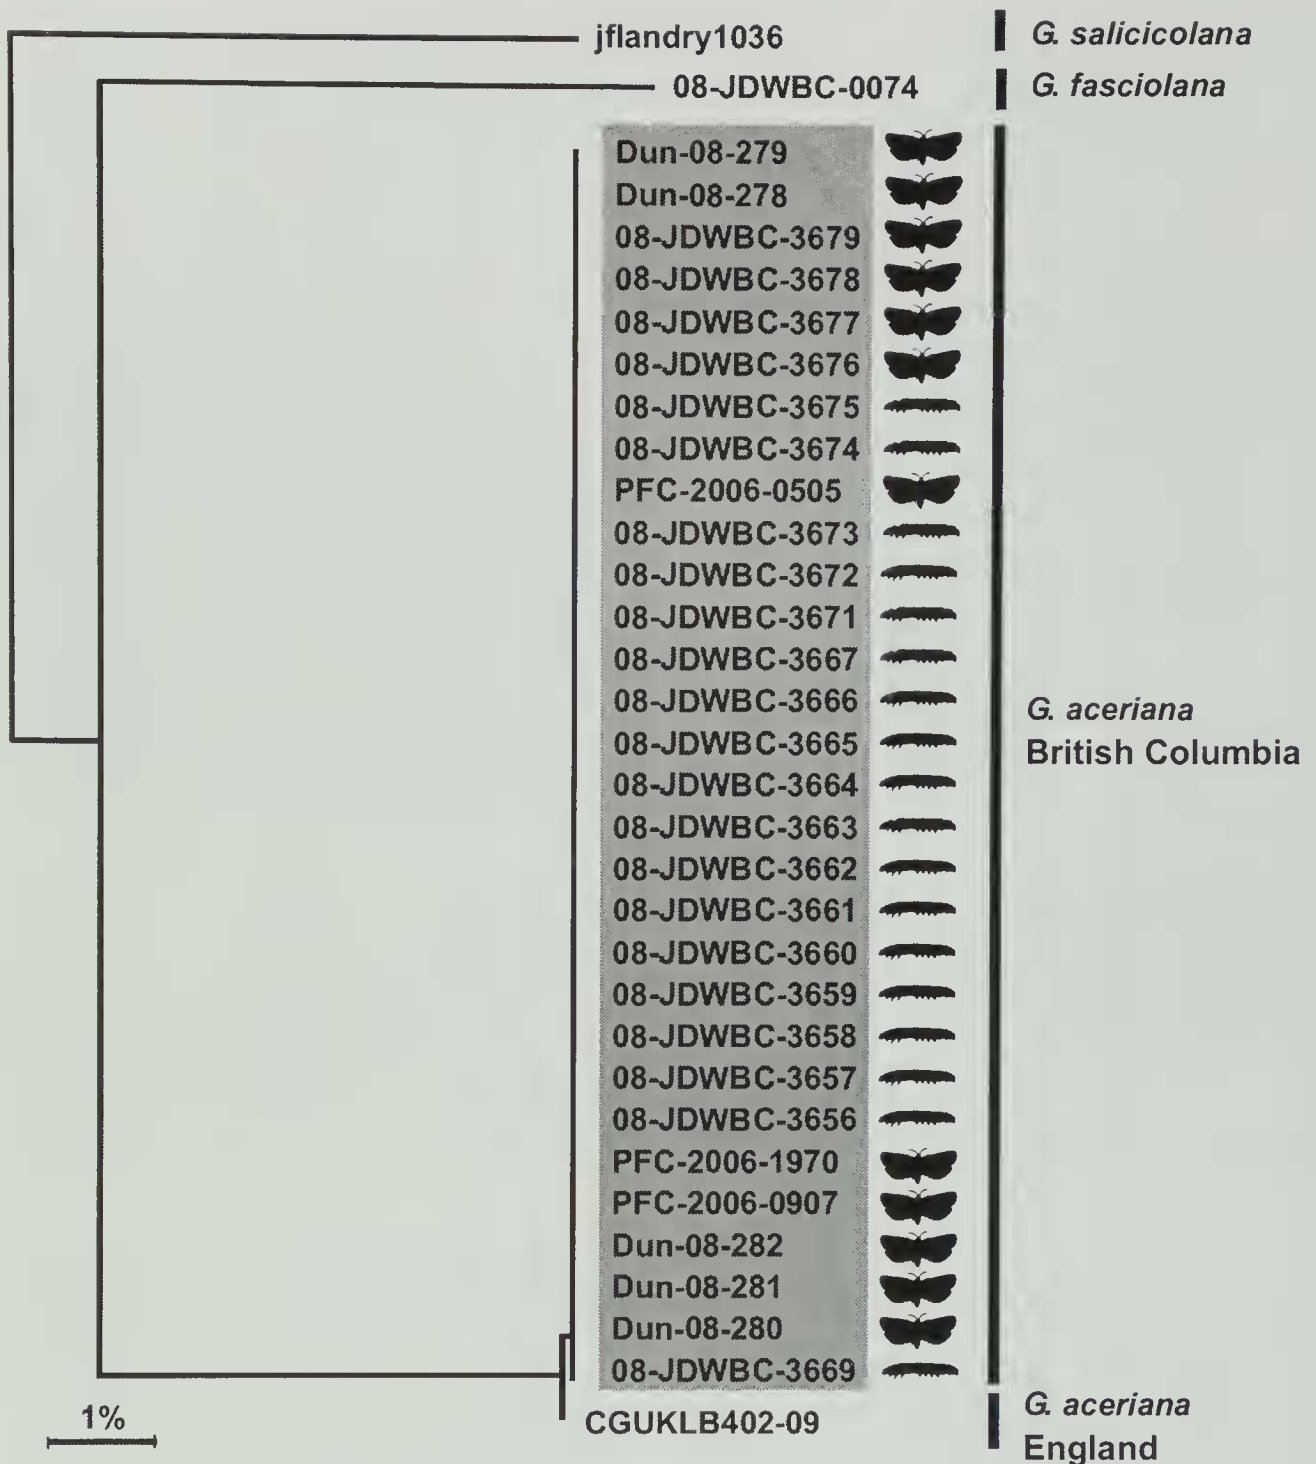 jflandry1036
G. salicicolana
08-JDWBC-0074
G. fasciolana
Dun-08-279
Dun-08-278
08-JDWBC-3679
08-JDWBC-3678
08-JDWBC-3677
08-JDWBC-3676
08-JDWBC-3675
08-JDWBC-3674
PFC-2006-0505
08-JDWBC-3673
08-JDWBC-3672
08-JDWBC-3671
08-JDWBC-3667
08-JDWBC-3666
08-JDWBC-3665
08-JDWBC-3664
08-JDWBC-3663
08-JDWBC-3662
08-JDWBC-3661
08-JDWBC-3660
08-JDWBC-3659
08-JDWBC-3658
08-JDWBC-3657
08-JDWBC-3656
PFC-2006-1970
PFC-2006-0907
Dun-08-282
Dun-08-281
Dun-08-280
08-JDWBC-3669
G. aceriana
British Columbia
CGUKLB402-09
G. aceriana
England
1%